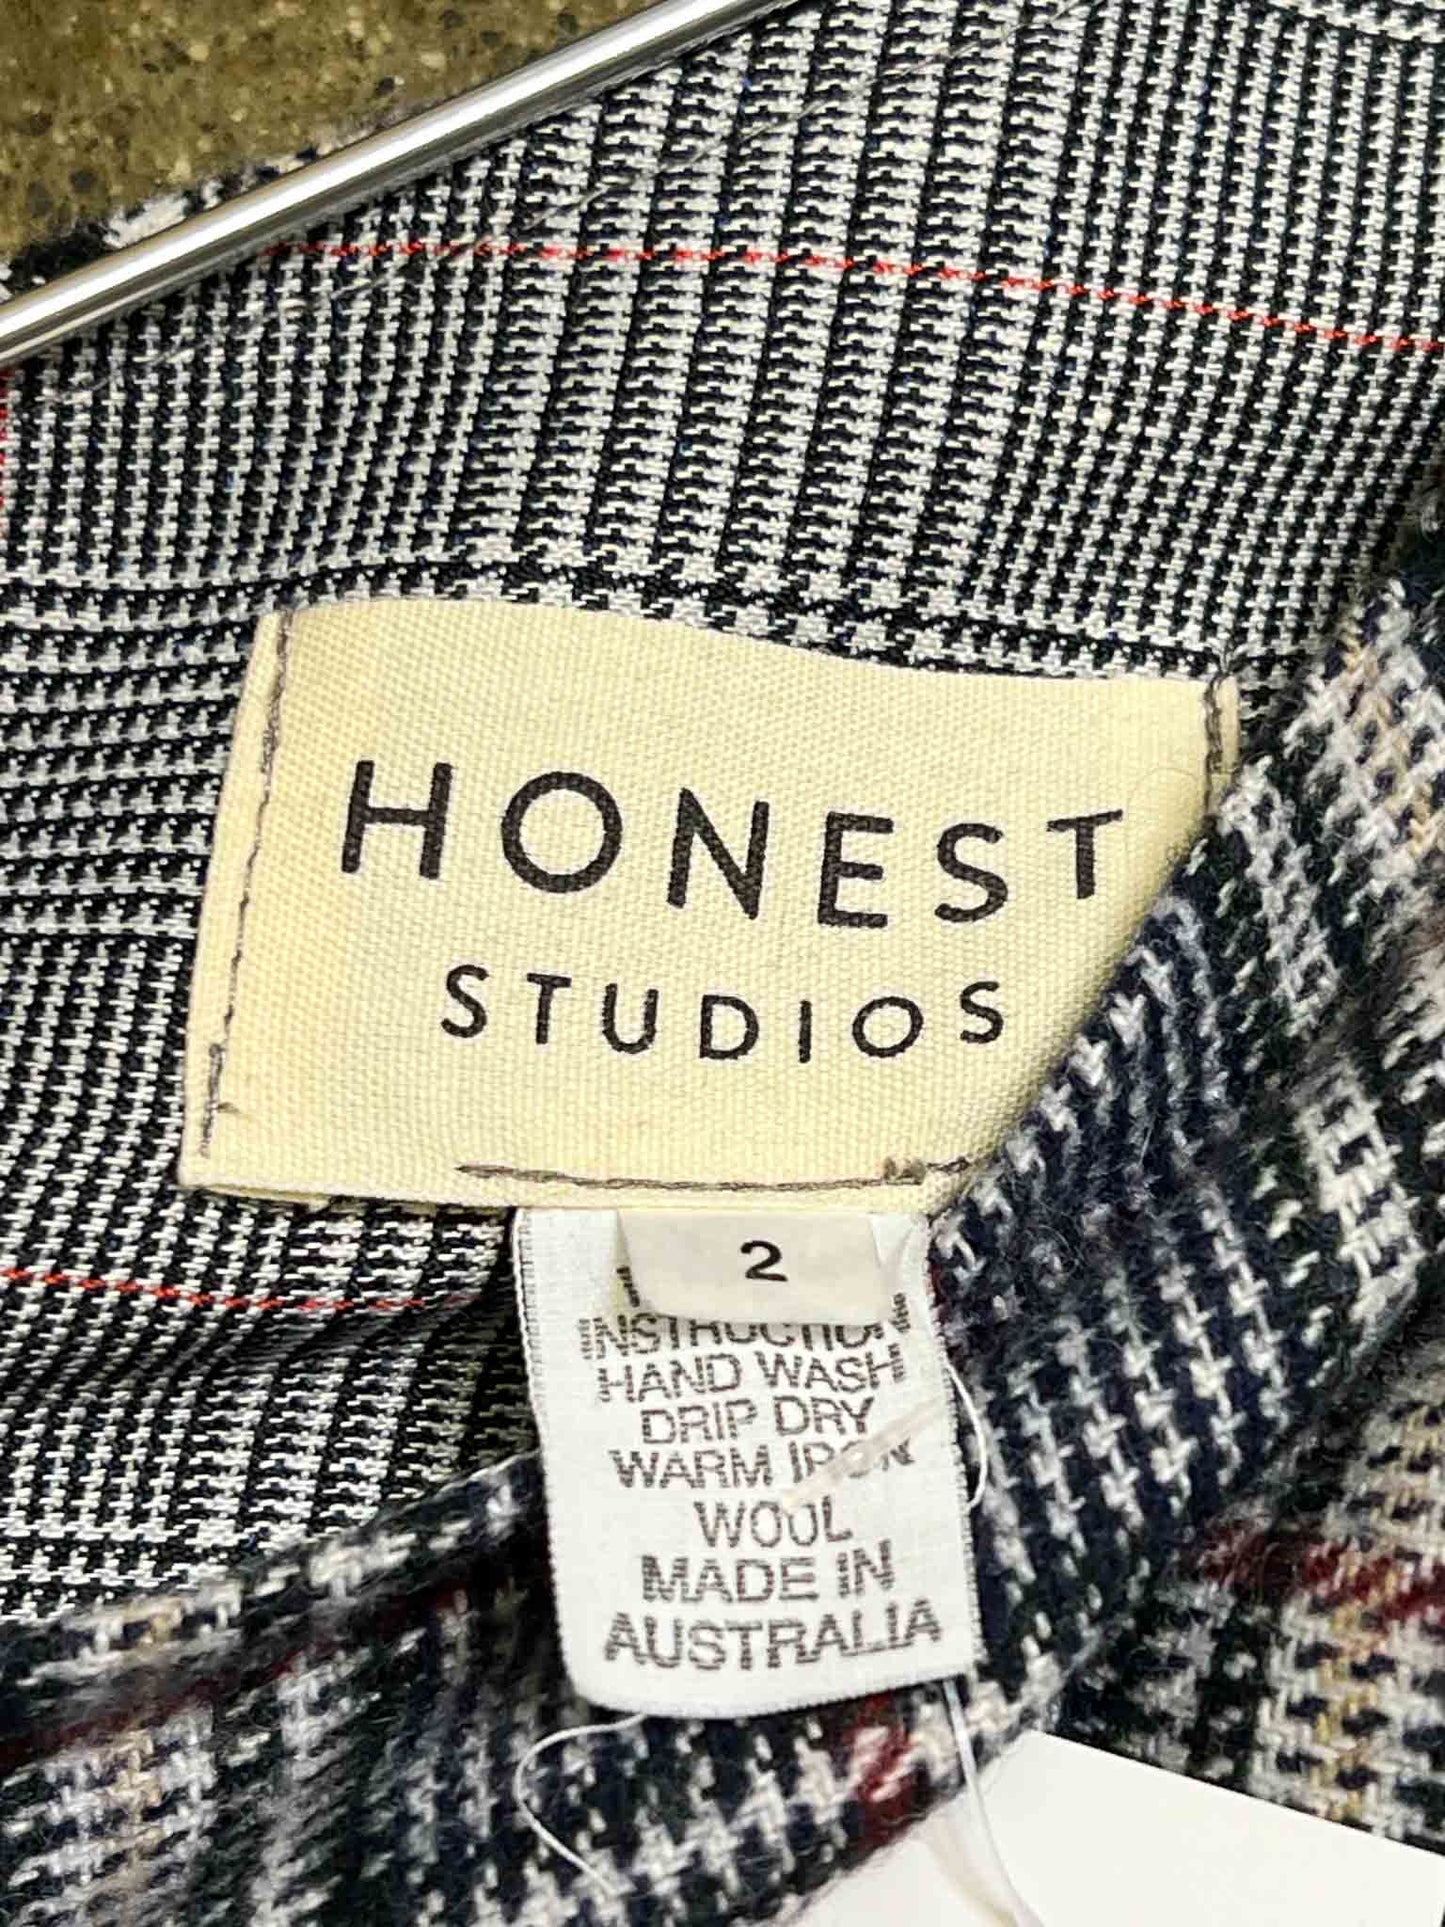 HONEST
STUDIOS
2
INSTRUCTION
HAND WASH
DRIP DRY
WARM IRON
WOOL
MADE IN
AUSTRALIA